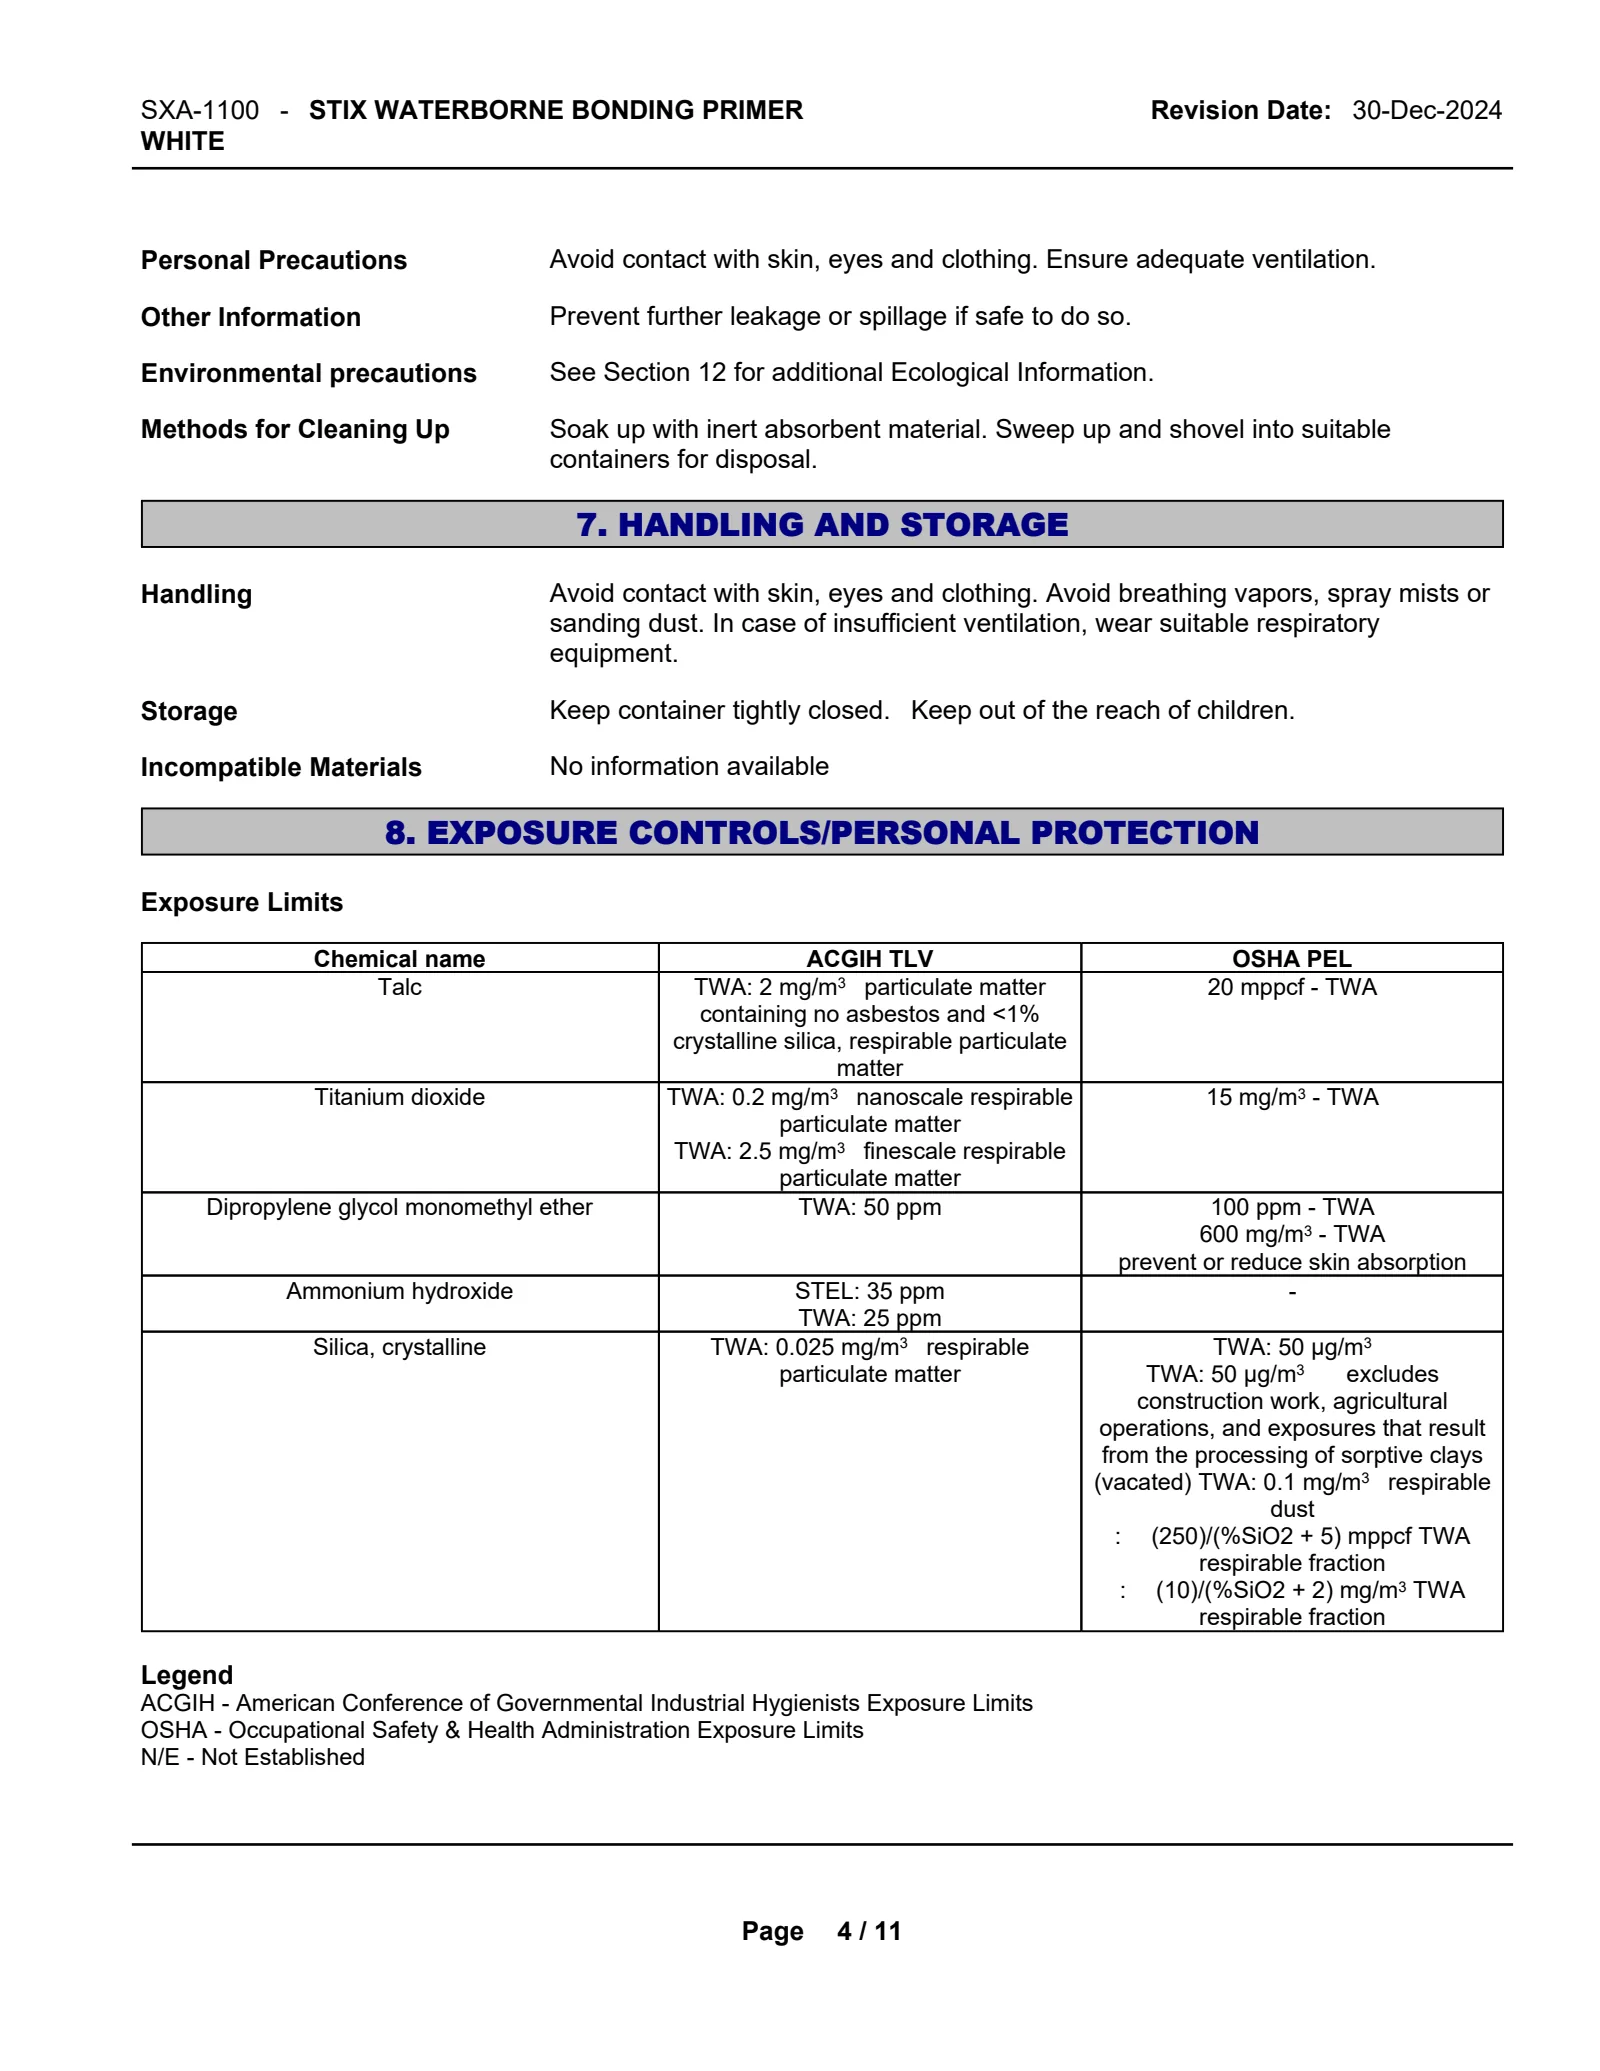 SXA-1100 - STIX WATERBORNE BONDING PRIMER WHITE
Revision Date: 30-Dec-2024
Personal Precautions
Avoid contact with skin, eyes and clothing. Ensure adequate ventilation.
Other Information
Prevent further leakage or spillage if safe to do so.
Environmental precautions
See Section 12 for additional Ecological Information.
Methods for Cleaning Up
Soak up with inert absorbent material. Sweep up and shovel into suitable
containers for disposal.
7. HANDLING AND STORAGE
Handling
Avoid contact with skin, eyes and clothing. Avoid breathing vapors, spray mists or
sanding dust. In case of insufficient ventilation, wear suitable respiratory
equipment.
Storage
Keep container tightly closed. Keep out of the reach of children.
Incompatible Materials
No information available
8. EXPOSURE CONTROLS/PERSONAL PROTECTION
Exposure Limits
Chemical name
ACGIH TLV
OSHA PEL
Talc
TWA: 2 mg/m³ particulate matter
containing no asbestos and <1%
crystalline silica, respirable particulate
matter
20 mppcf - TWA
Titanium dioxide
TWA: 0.2 mg/m³ nanoscale respirable
particulate matter
TWA: 2.5 mg/m³ finescale respirable
particulate matter
15 mg/m³ - TWA
Dipropylene glycol monomethyl ether
TWA: 50 ppm
100 ppm - TWA
600 mg/m³ - TWA
prevent or reduce skin absorption
Ammonium hydroxide
STEL: 35 ppm
TWA: 25 ppm
-
Silica, crystalline
TWA: 0.025 mg/m³ respirable
particulate matter
TWA: 50 µg/m³
TWA: 50 µg/m³ excludes
construction work, agricultural
operations, and exposures that result
from the processing of sorptive clays
(vacated) TWA: 0.1 mg/m³ respirable
dust
: (250)/(%SiO2 + 5) mppcf TWA
respirable fraction
: (10)/(%SiO2 + 2) mg/m³ TWA
respirable fraction
Legend
ACGIH - American Conference of Governmental Industrial Hygienists Exposure Limits
OSHA - Occupational Safety & Health Administration Exposure Limits
N/E - Not Established
Page 4 / 11